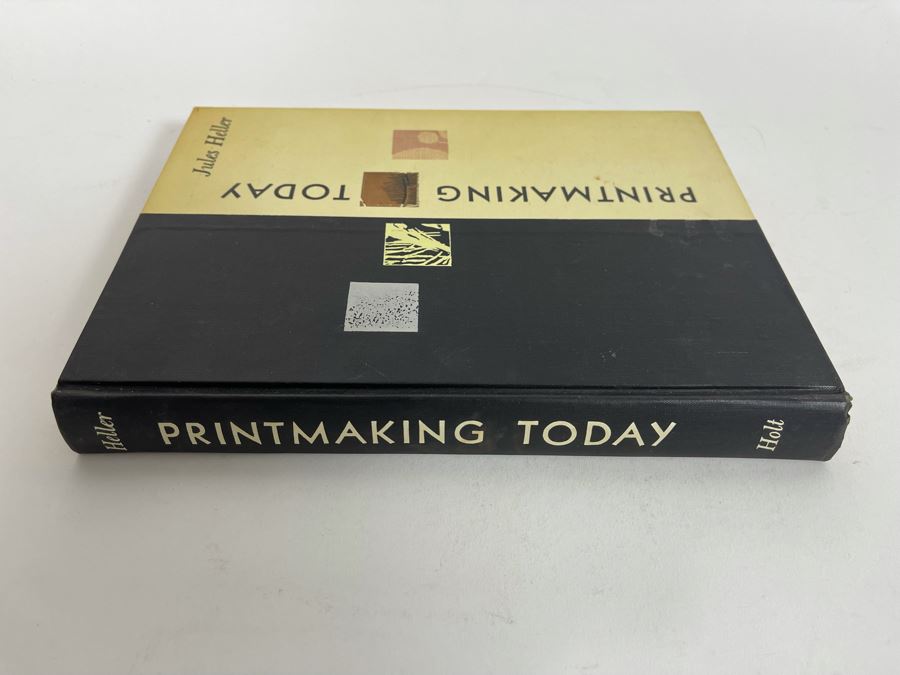 Jules Heller
PRINTMAKING TODAY
Heller PRINTMAKING TODAY Holt